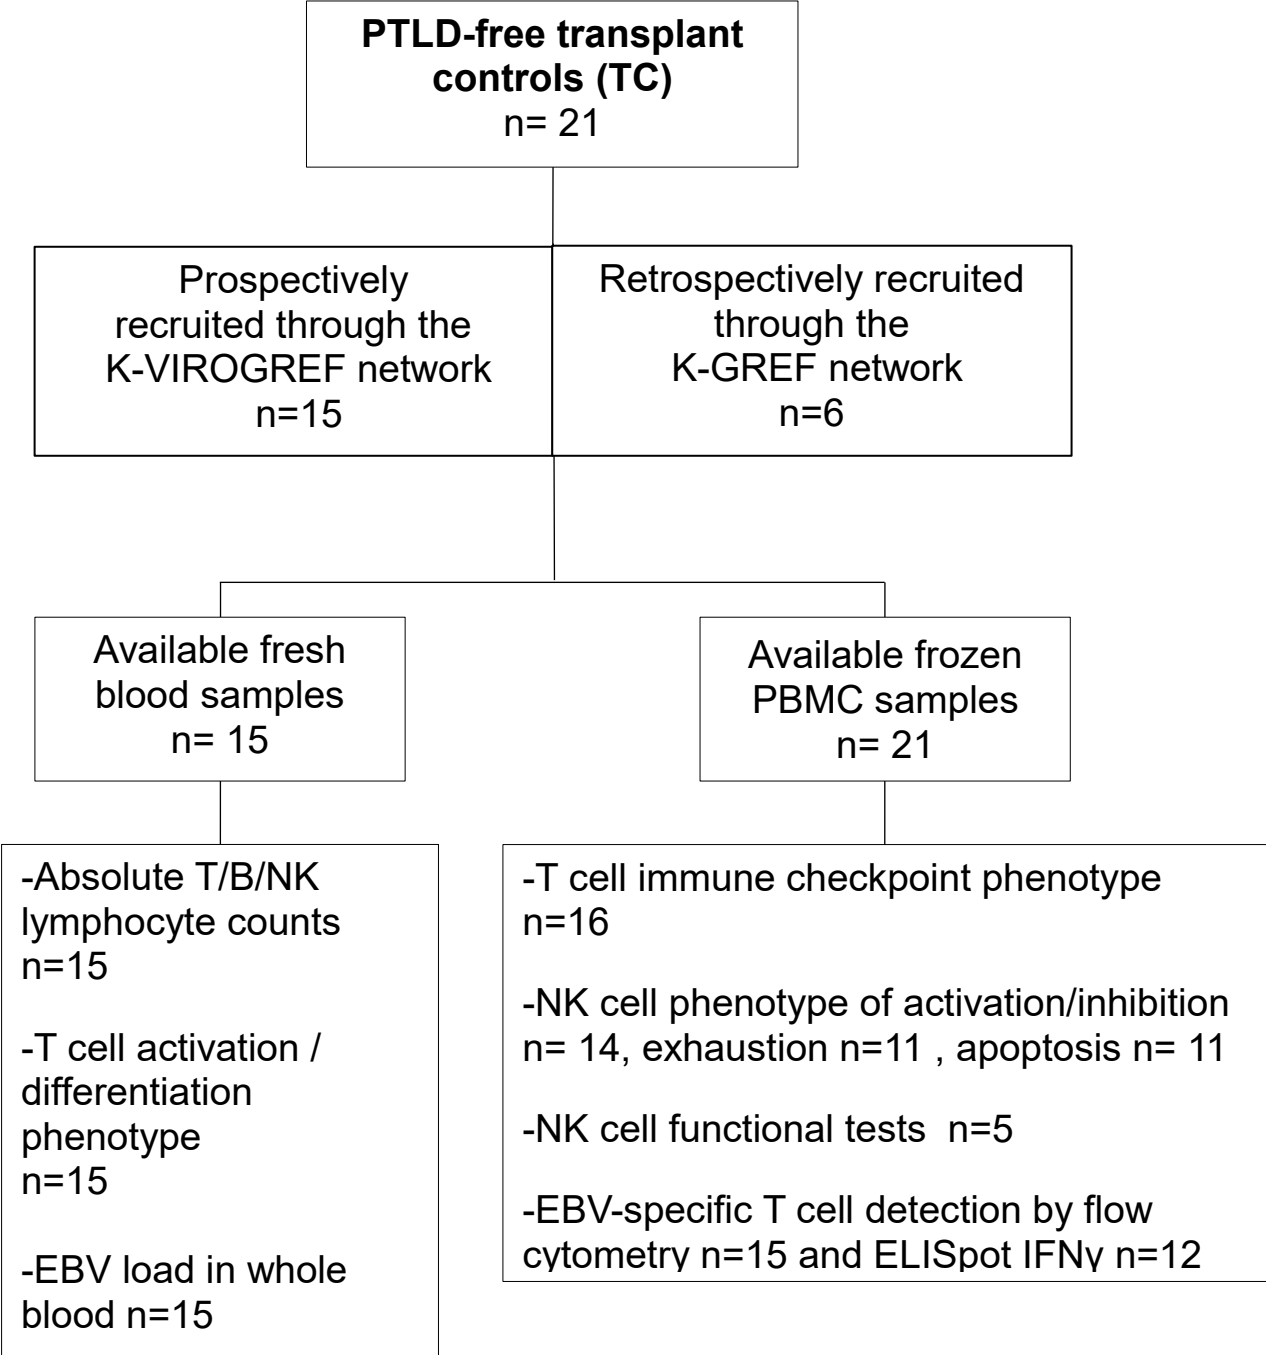 PTLD-free transplant
controls (TC)
n= 21
Prospectively
recruited through the
K-VIROGREF network
n=15
Retrospectively recruited
through the
K-GREF network
n=6
Available fresh
blood samples
n= 15
Available frozen
PBMC samples
n= 21
-Absolute T/B/NK
lymphocyte counts
n=15
-T cell activation /
differentiation
phenotype
n=15
-EBV load in whole
blood n=15
-T cell immune checkpoint phenotype
n=16
-NK cell phenotype of activation/inhibition
n= 14, exhaustion n=11 , apoptosis n= 11
-NK cell functional tests  n=5
-EBV-specific T cell detection by flow
cytometry n=15 and ELISpot IFNγ n=12